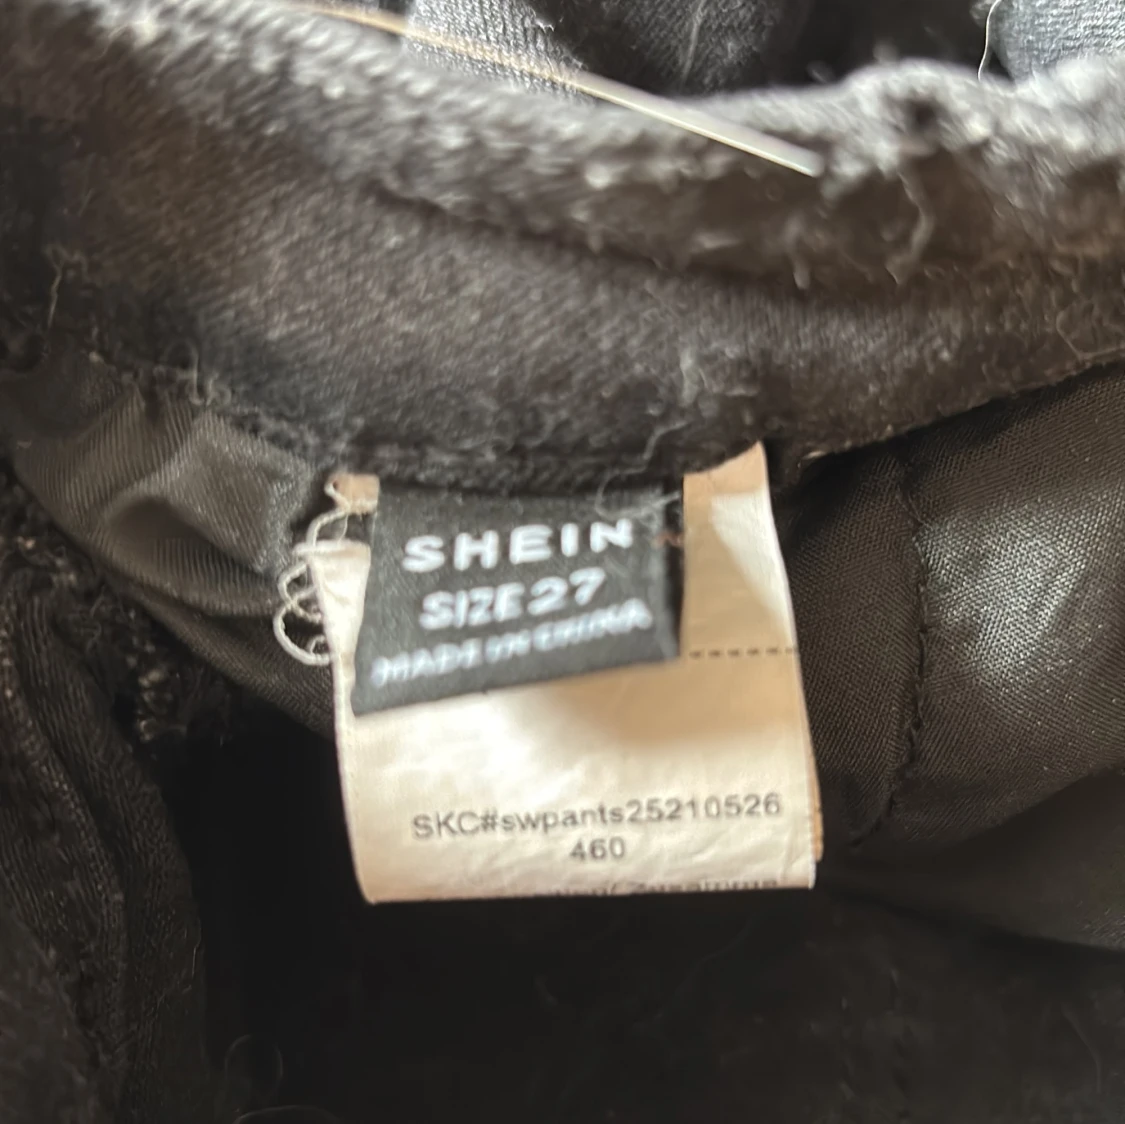 SHEIN
SIZE 27
MADE IN CHINA
SKC#swpants25210526
460